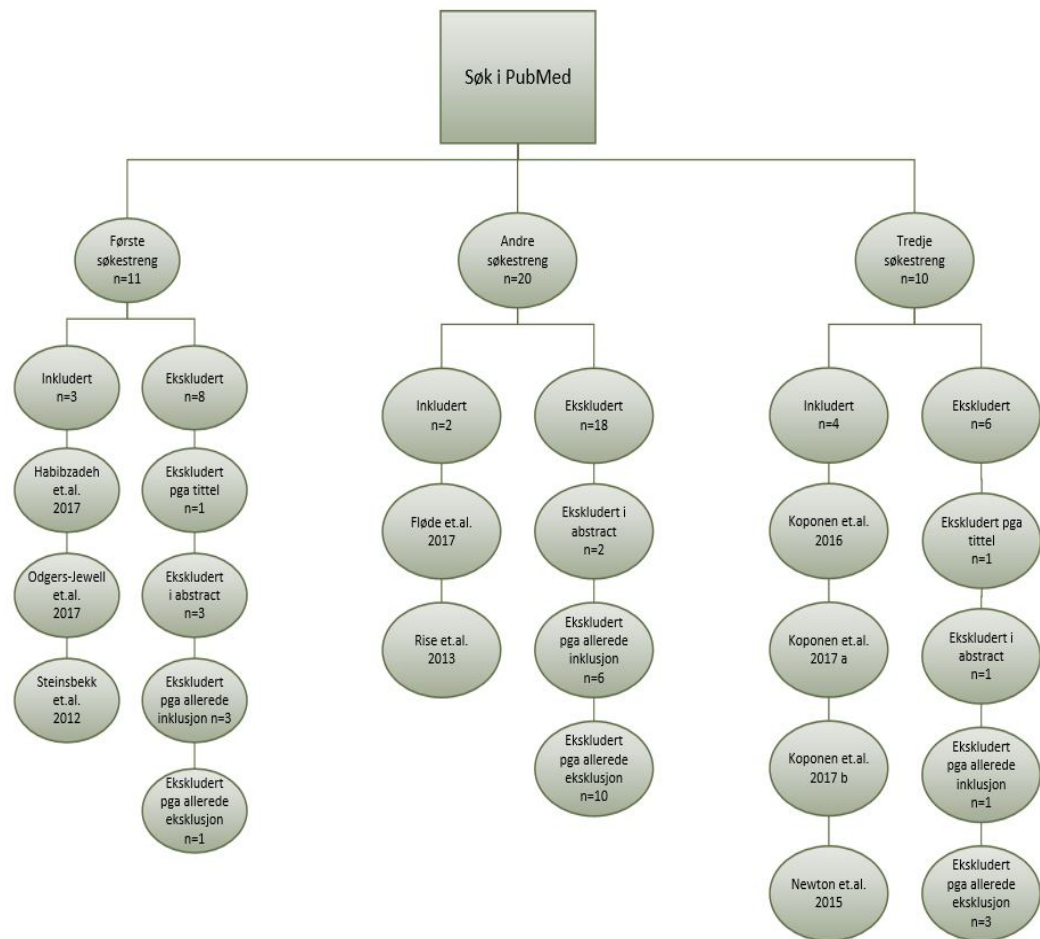 Søk i PubMed
Første
søkestreng
n=11
Andre
søkestreng
n=20
Tredje
søkestreng
n=10
Inkludert
n=3
Habibzadeh
et.al.
2017
Odgers-Jewell
et.al.
2017
Steinsbekk
et.al.
2012
Ekskludert
n=8
Ekskludert
pga tittel
n=1
Ekskludert
i abstract
n=3
Ekskludert
pga allerede
inklusjon n=3
Ekskludert
pga allerede
eksklusjon
n=1
Inkludert
n=2
Fløde et.al.
2017
Rise et.al.
2013
Ekskludert
n=18
Ekskludert i
abstract
n=2
Ekskludert
pga allerede
inklusjon
n=6
Ekskludert
pga allerede
eksklusjon
n=10
Inkludert
n=4
Koponen et.al.
2016
Koponen et.al.
2017 a
Koponen et.al.
2017 b
Newton et.al.
2015
Ekskludert
n=6
Ekskludert pga
tittel
n=1
Ekskludert i
abstract
n=1
Ekskludert
pga allerede
inklusjon
n=1
Ekskludert
pga allerede
eksklusjon
n=3